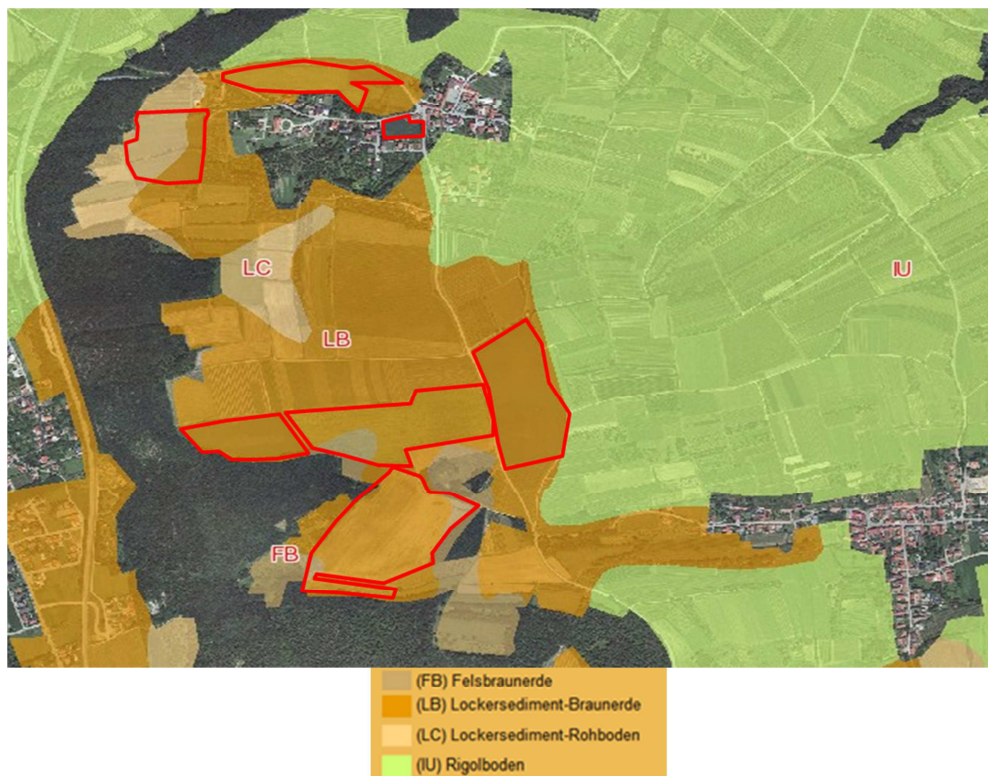 LC
IU
LB
FB
(FB) Felsbraunerde
(LB) Lockersediment-Braunerde
(LC) Lockersediment-Rohboden
(IU) Rigolboden